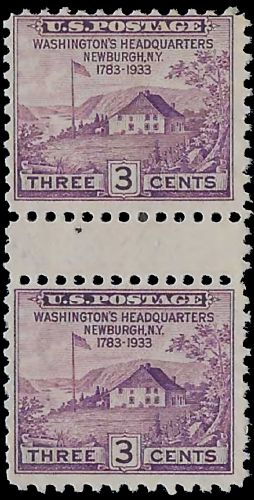 U.S. POSTAGE
WASHINGTON'S HEADQUARTERS
NEWBURGH, N.Y.
1783-1933
THREE 3 CENTS
U.S. POSTAGE
WASHINGTON'S HEADQUARTERS
NEWBURGH, N.Y.
1783-1933
THREE 3 CENTS